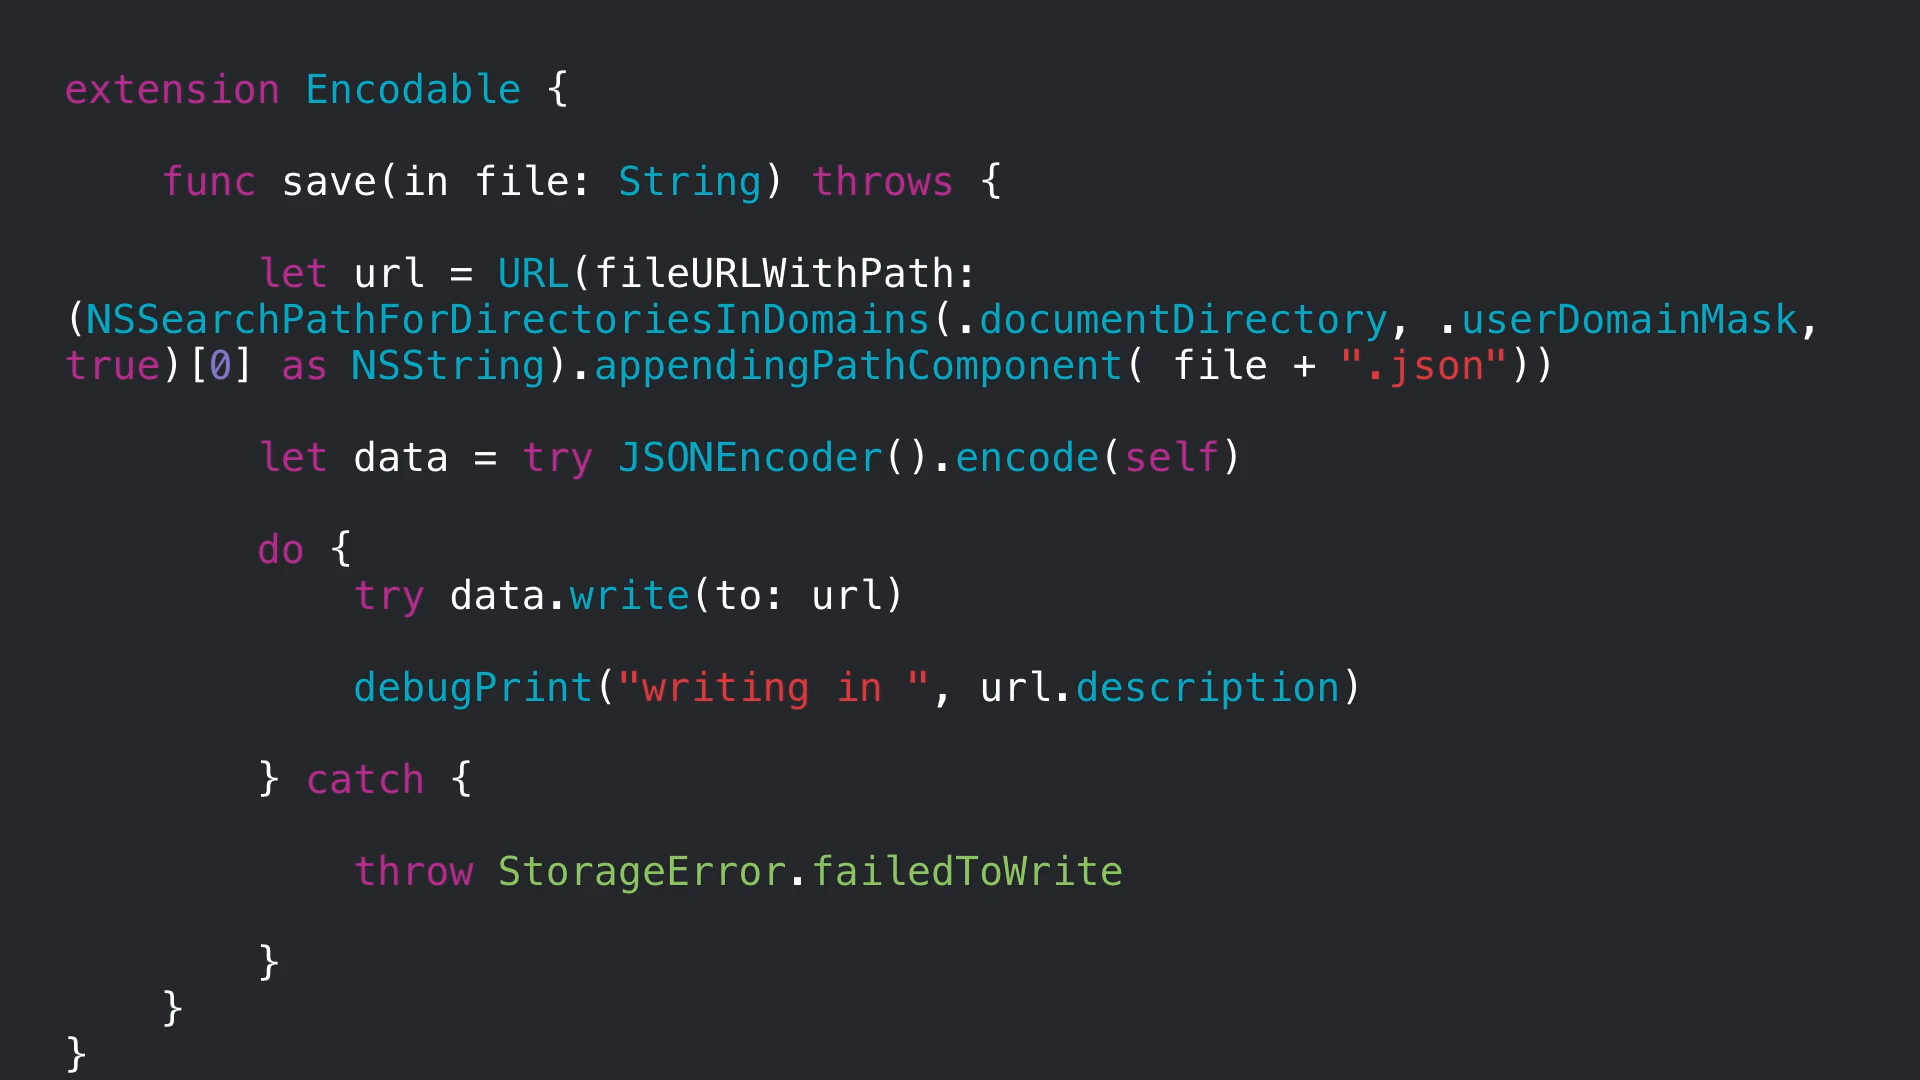 extension Encodable {
func save(in file: String) throws {
let url = URL(fileURLWithPath:
(NSSearchPathForDirectoriesInDomains(.documentDirectory, .userDomainMask,
true)[0] as NSString).appendingPathComponent( file + ".json"))
let data = try JSONEncoder().encode(self)
do {
try data.write(to: url)
debugPrint("writing in ", url.description)
} catch {
throw StorageError.failedToWrite
}
}
}